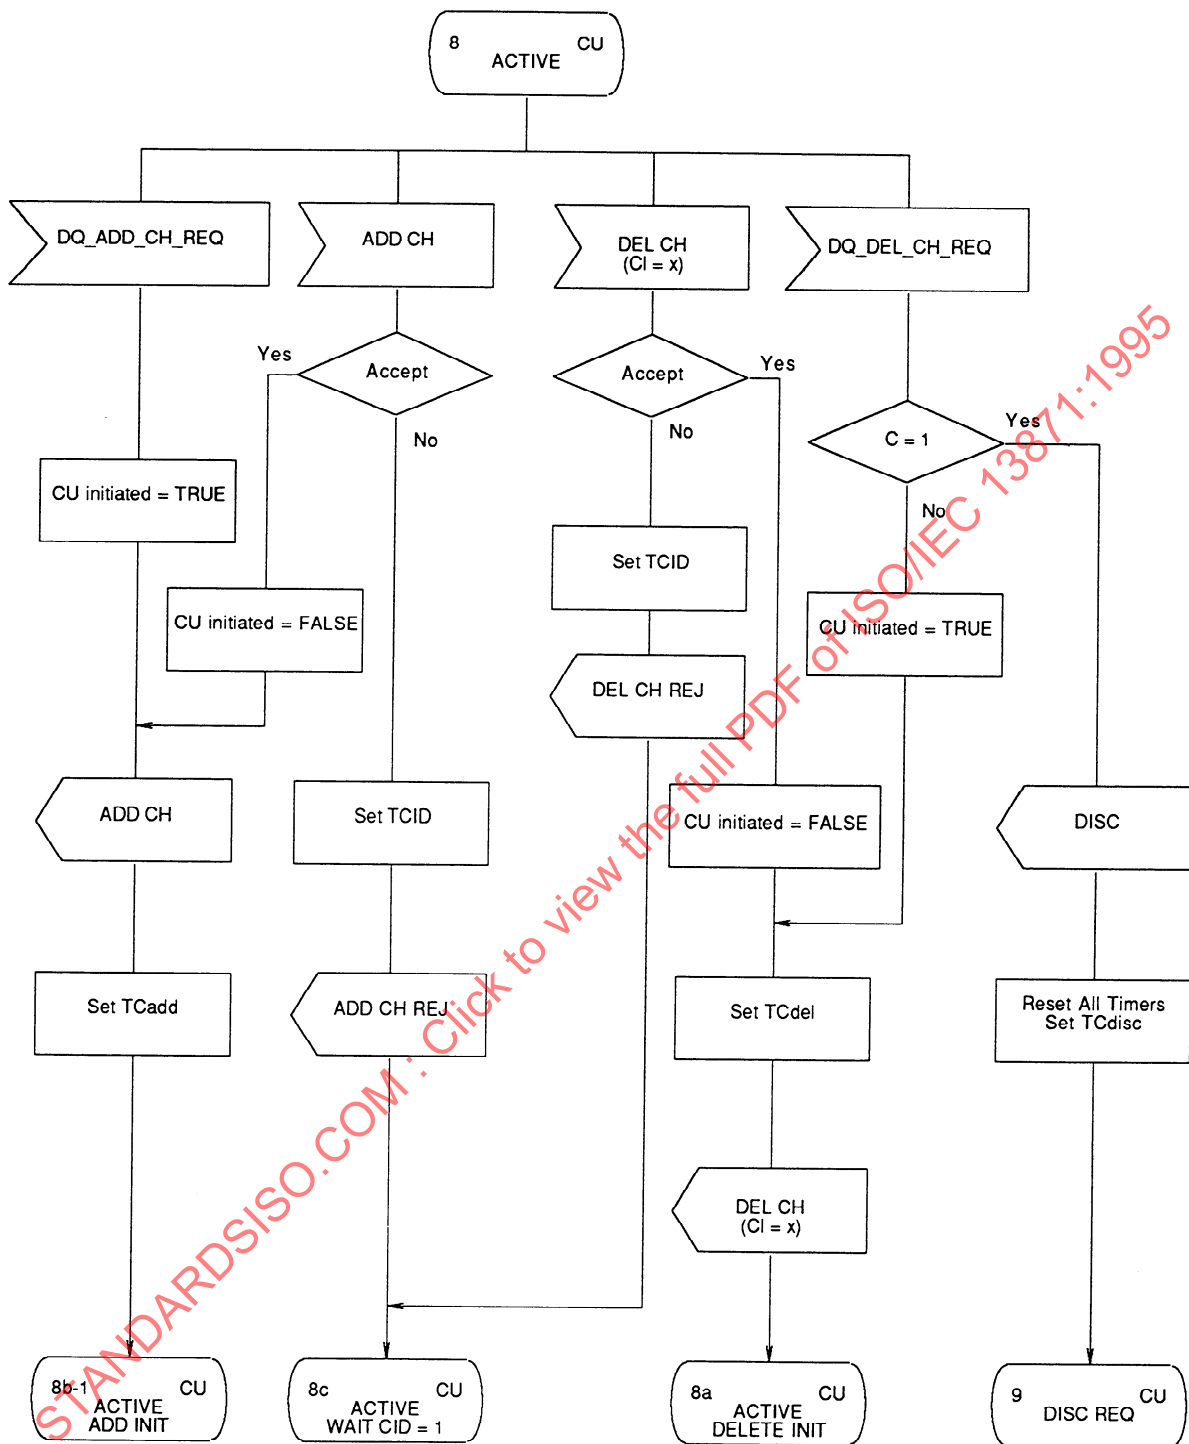 8 CU
ACTIVE
DQ_ADD_CH_REQ
ADD CH
DEL CH
(CI = x)
DQ_DEL_CH_REQ
Yes
Accept
No
Accept
Yes
No
C = 1
Yes
No
CU initiated = TRUE
Set TCID
CU initiated = FALSE
CU initiated = TRUE
DEL CH REJ
ADD CH
Set TCID
CU initiated = FALSE
DISC
Set TCadd
ADD CH REJ
Set TCdel
Reset All Timers
Set TCdisc
DEL CH
(CI = x)
8b-1 CU
ACTIVE
ADD INIT
8c CU
ACTIVE
WAIT CID = 1
8a CU
ACTIVE
DELETE INIT
9 CU
DISC REQ
STANDARDSISO.COM : Click to view the full PDF of ISO/IEC 13871:1995